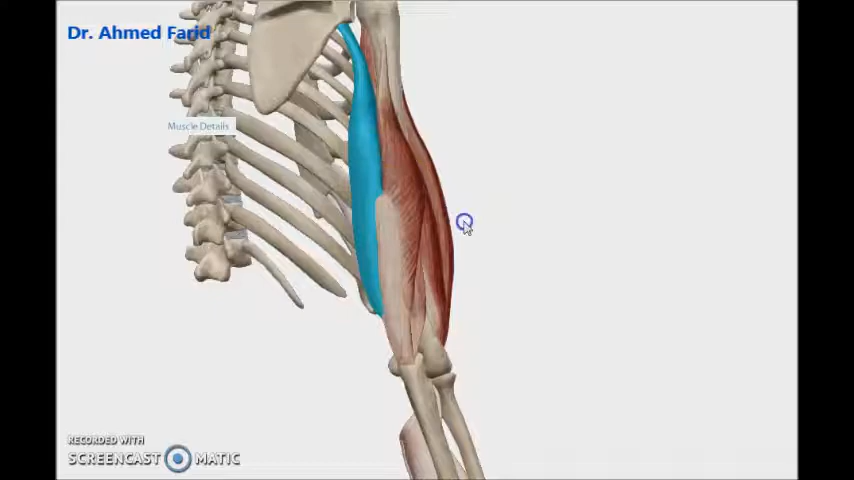 Dr. Ahmed Farid
Muscle Details
RECORDED WITH
SCREENCAST MATIC